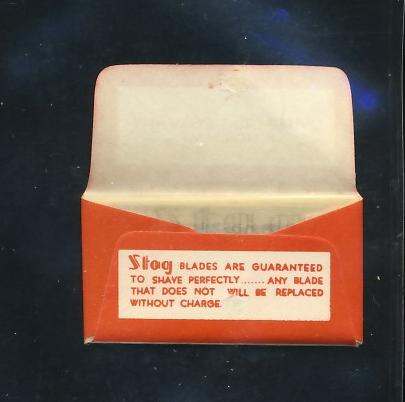 Stag BLADES ARE GUARANTEED
TO SHAVE PERFECTLY....... ANY BLADE
THAT DOES NOT WILL BE REPLACED
WITHOUT CHARGE.